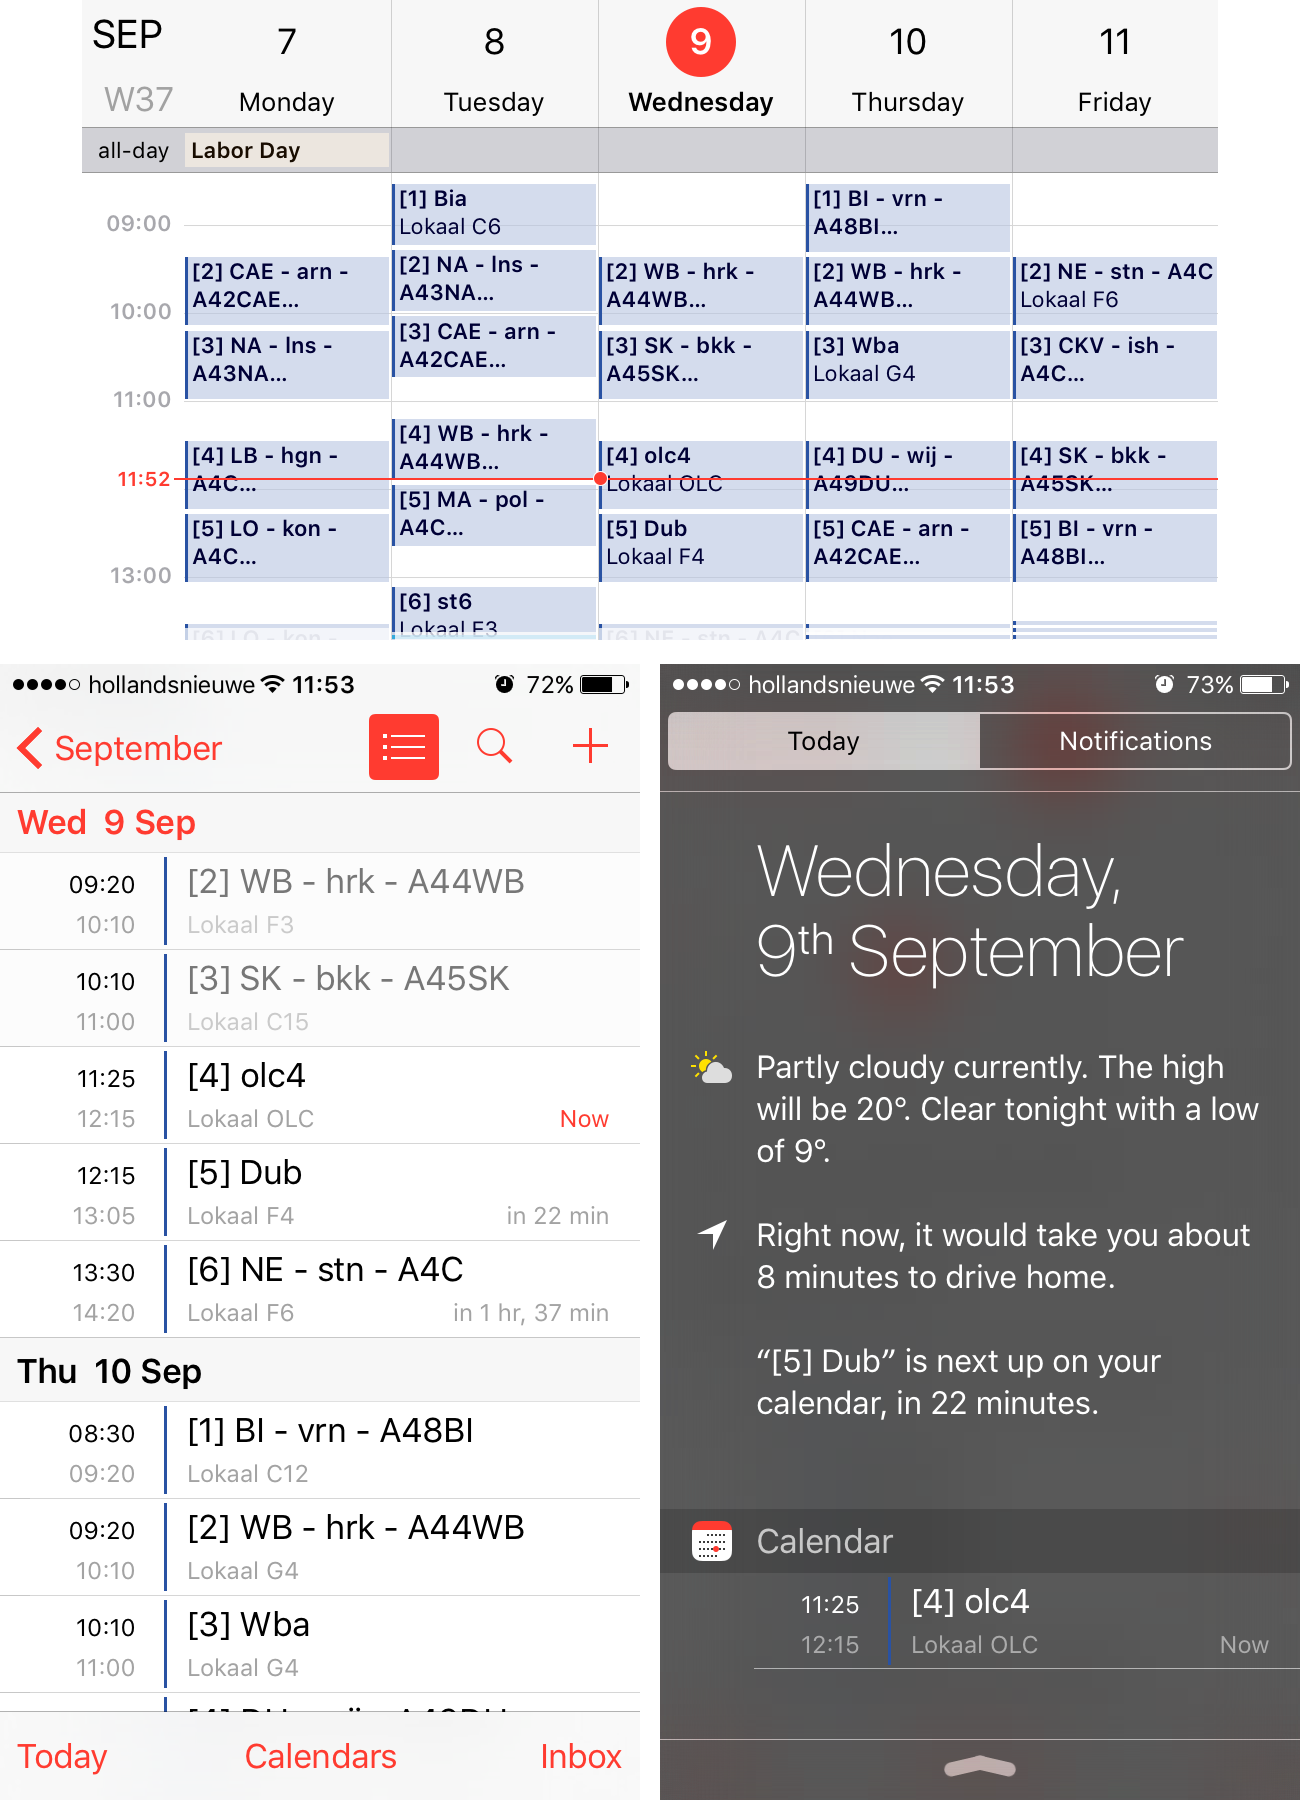 SEP
7
8
9
10
11
W37
Monday
Tuesday
Wednesday
Thursday
Friday
all-day
Labor Day
09:00
10:00
11:00
11:52
13:00
[2] CAE - arn -
A42CAE...
[3] NA - lns -
A43NA...
[4] LB - hgn -
A4C...
[5] LO - kon -
A4C...
[6] LO - kon -
[1] Bia
Lokaal C6
[2] NA - lns -
A43NA...
[3] CAE - arn -
A42CAE...
[4] WB - hrk -
A44WB...
[5] MA - pol -
A4C...
[6] st6
Lokaal E3
[2] WB - hrk -
A44WB...
[3] SK - bkk -
A45SK...
[4] olc4
Lokaal OLC
[5] Dub
Lokaal F4
[6] NE - stn - A4C
[1] BI - vrn -
A48BI...
[2] WB - hrk -
A44WB...
[3] Wba
Lokaal G4
[4] DU - wij -
A49DU...
[5] CAE - arn -
A42CAE...
[2] NE - stn - A4C
Lokaal F6
[3] CKV - ish -
A4C...
[4] SK - bkk -
A45SK...
[5] BI - vrn -
A48BI...
hollandsnieuwe 11:53 72%
September
Wed 9 Sep
09:20 [2] WB - hrk - A44WB
10:10 Lokaal F3
10:10 [3] SK - bkk - A45SK
11:00 Lokaal C15
11:25 [4] olc4
12:15 Lokaal OLC Now
12:15 [5] Dub
13:05 Lokaal F4 in 22 min
13:30 [6] NE - stn - A4C
14:20 Lokaal F6 in 1 hr, 37 min
Thu 10 Sep
08:30 [1] BI - vrn - A48BI
09:20 Lokaal C12
09:20 [2] WB - hrk - A44WB
10:10 Lokaal G4
10:10 [3] Wba
11:00 Lokaal G4
[4] DU - wij - A49DU
Today Calendars Inbox
hollandsnieuwe 11:53 73%
Today Notifications
Wednesday,
9th September
Partly cloudy currently. The high
will be 20°. Clear tonight with a low
of 9°.
Right now, it would take you about
8 minutes to drive home.
“[5] Dub” is next up on your
calendar, in 22 minutes.
Calendar
11:25 [4] olc4
12:15 Lokaal OLC Now